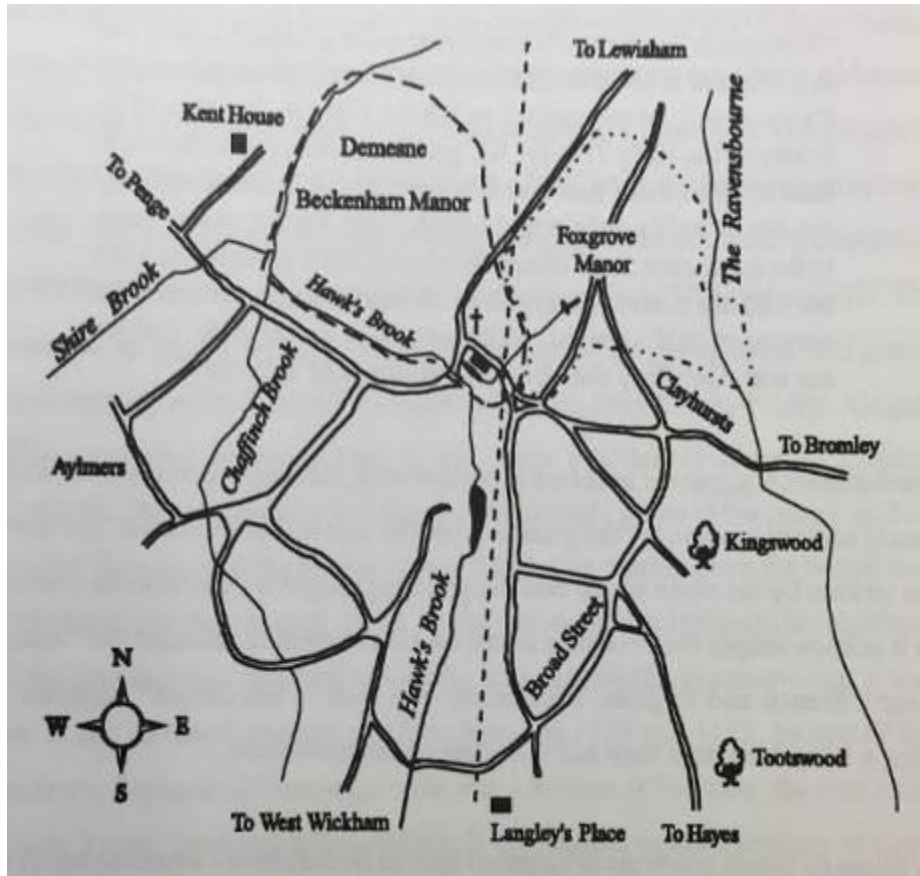 To Lewisham
Kent House
Demesne
Beckenham Manor
To Penge
Foxgrove
Manor
The Ravensbourne
Shire Brook
Hawk's Brook
Chaffinch Brook
Clayhursts
To Bromley
Aylmers
Kingswood
Hawk's Brook
Broad Street
N
W E
S
Tootswood
To West Wickham
Langley's Place
To Hayes